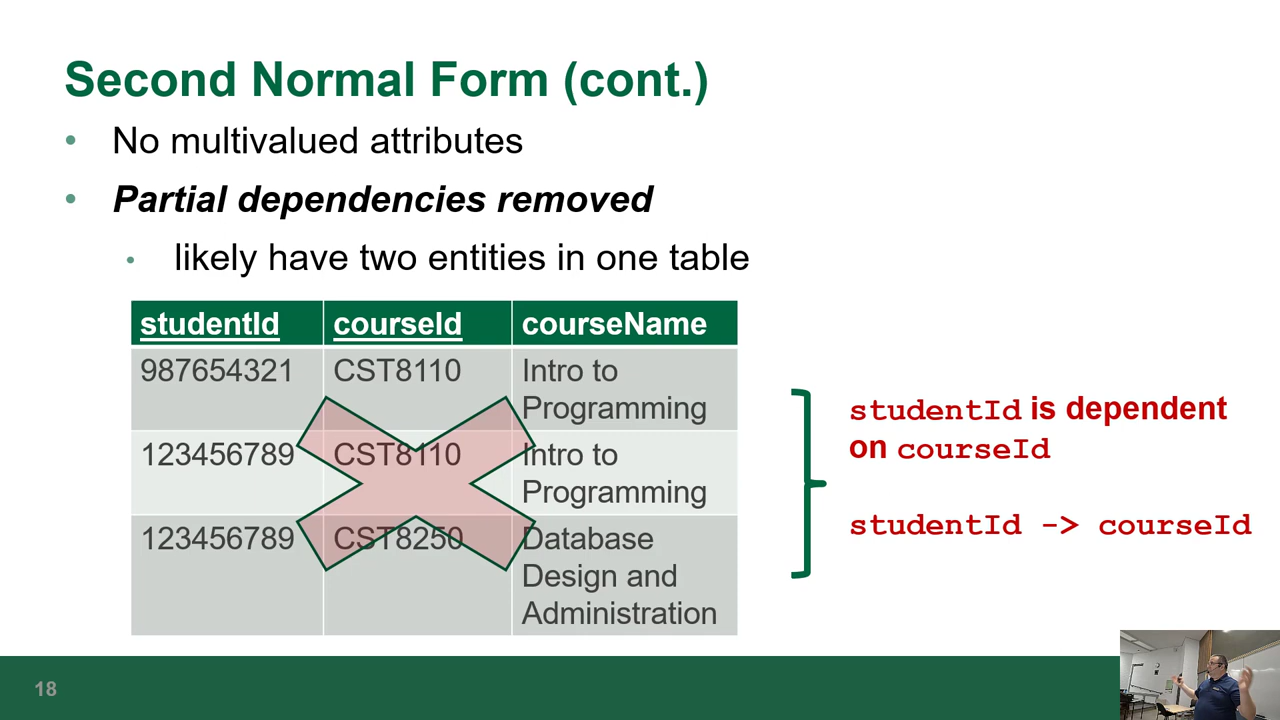 Second Normal Form (cont.)
• No multivalued attributes
• Partial dependencies removed
• likely have two entities in one table
studentId courseId courseName
987654321 CST8110 Intro to
Programming
123456789 CST8110 Intro to
Programming
123456789 CST8250 Database
Design and
Administration
studentId is dependent
on courseId
studentId -> courseId
18